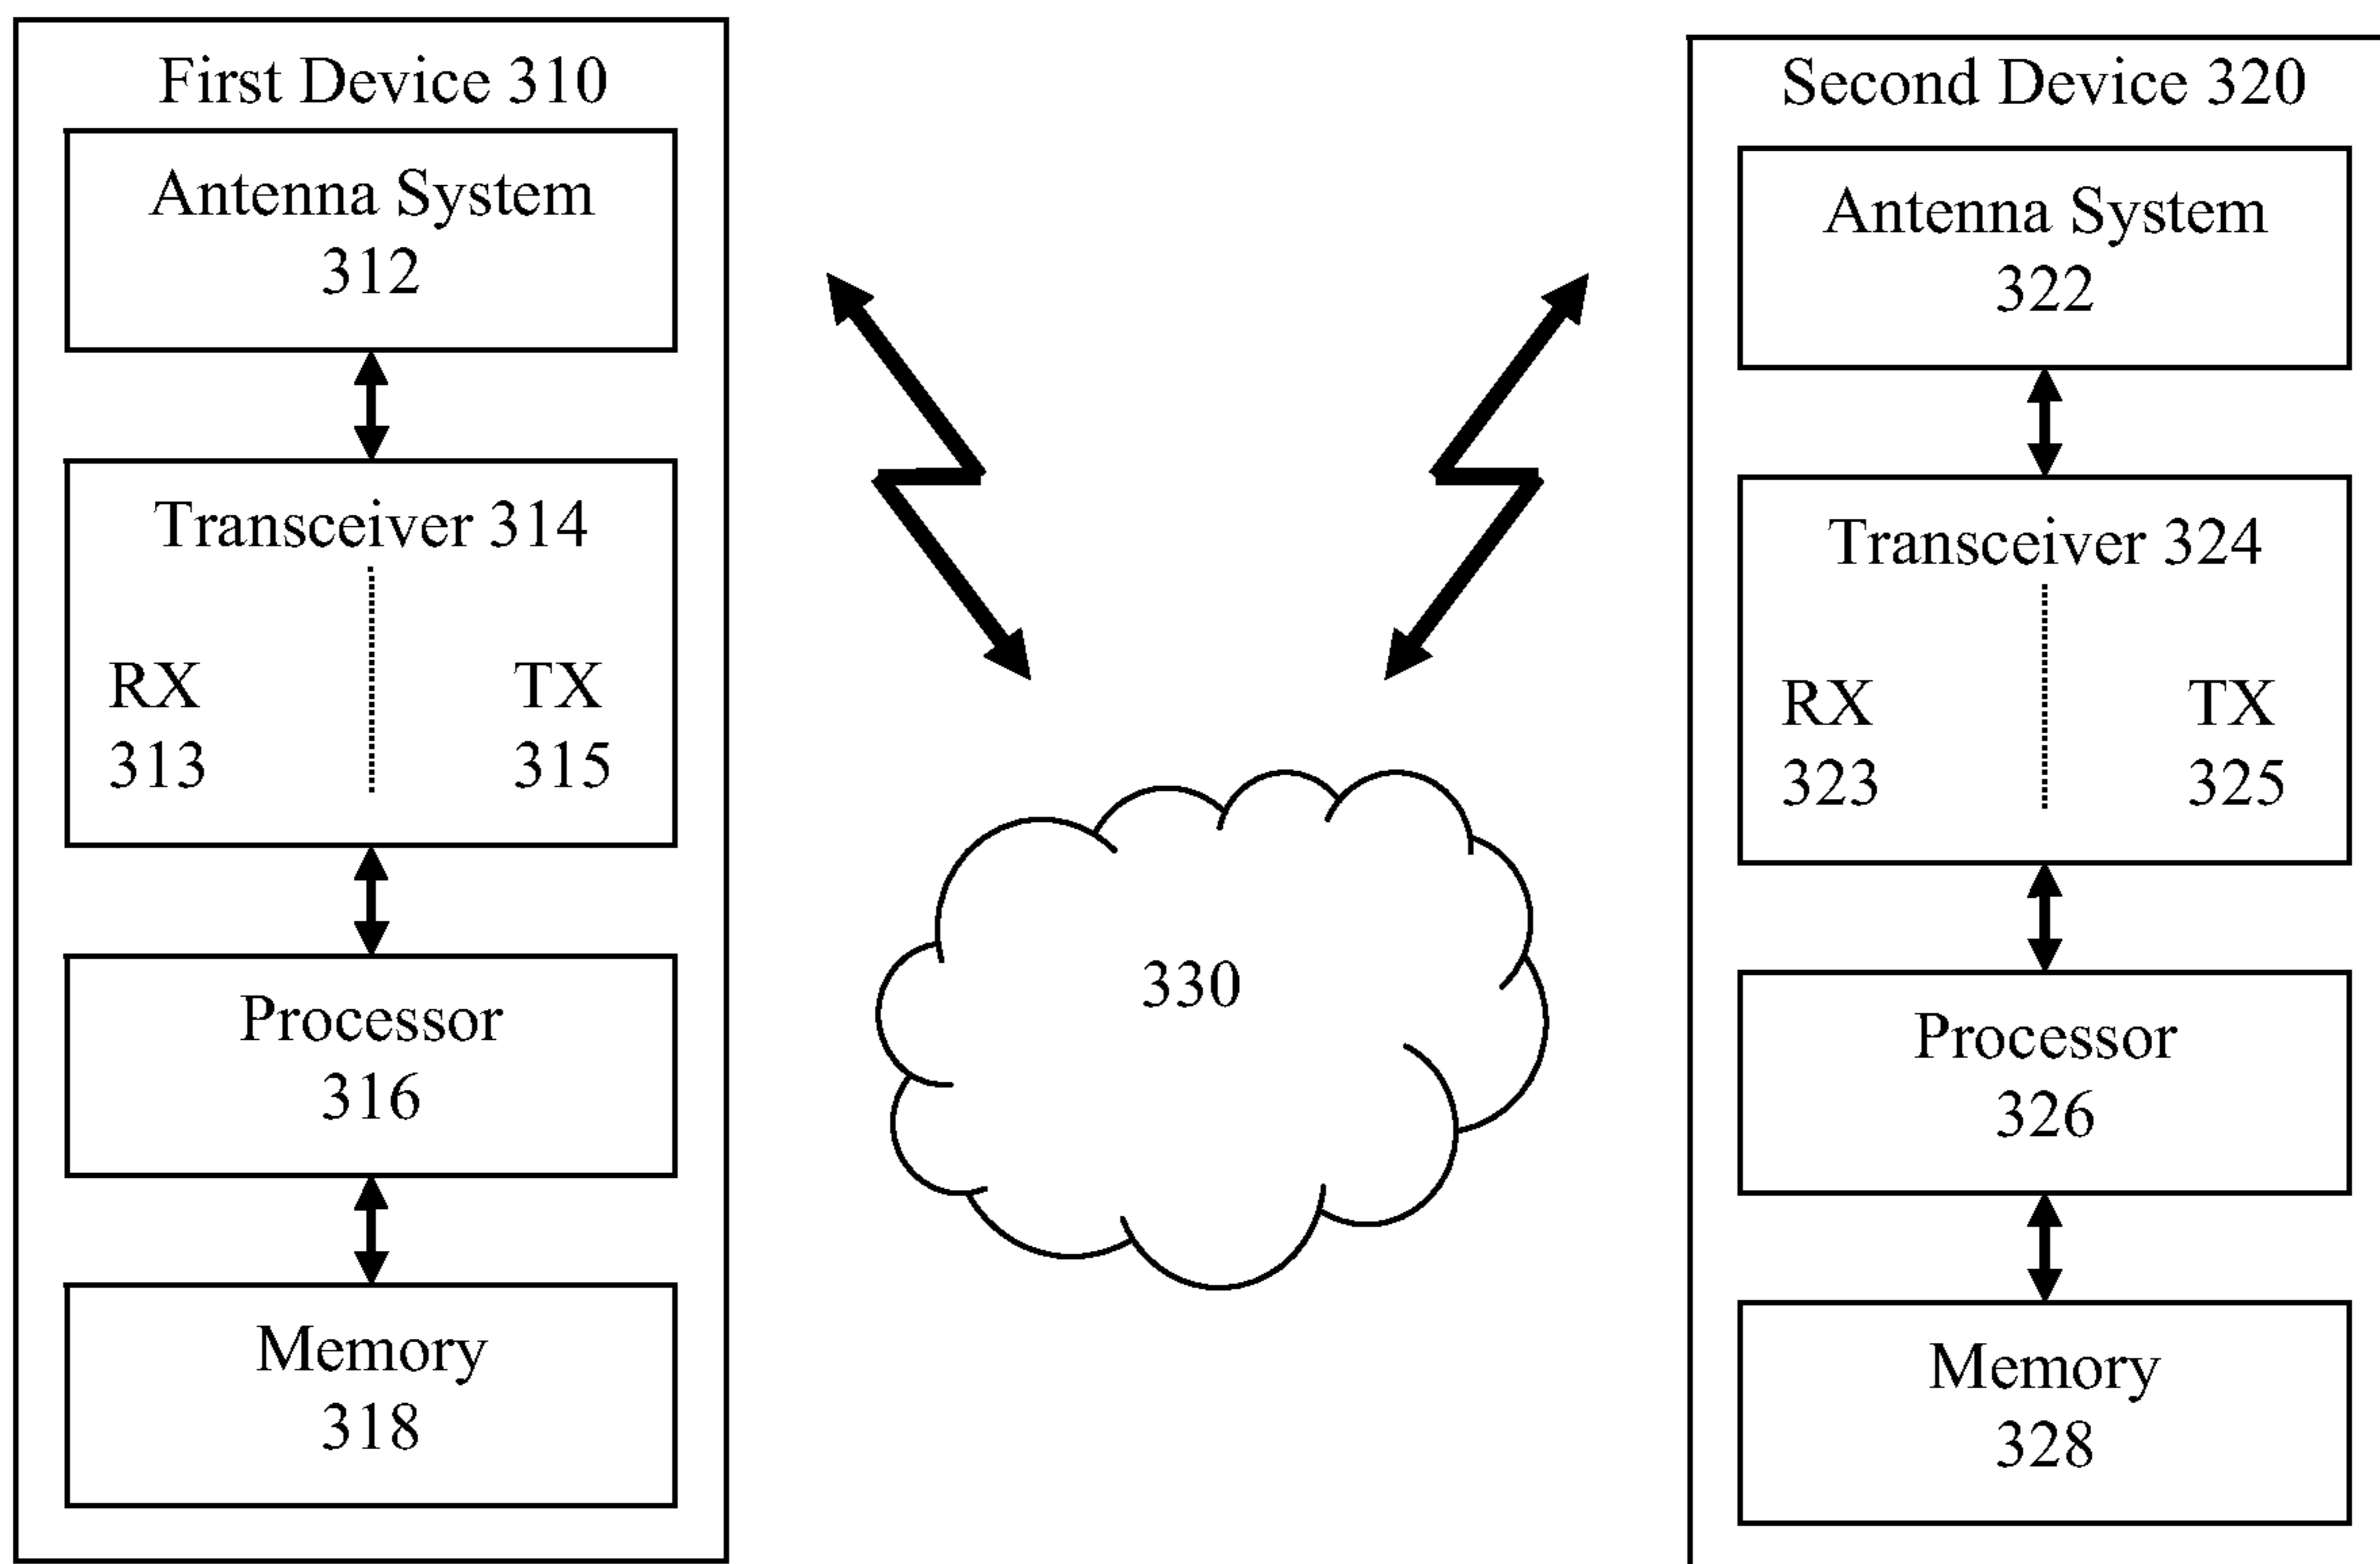 First Device 310
Antenna System
312
Transceiver 314
RX
313
TX
315
Processor
316
Memory
318
330
Second Device 320
Antenna System
322
Transceiver 324
RX
323
TX
325
Processor
326
Memory
328